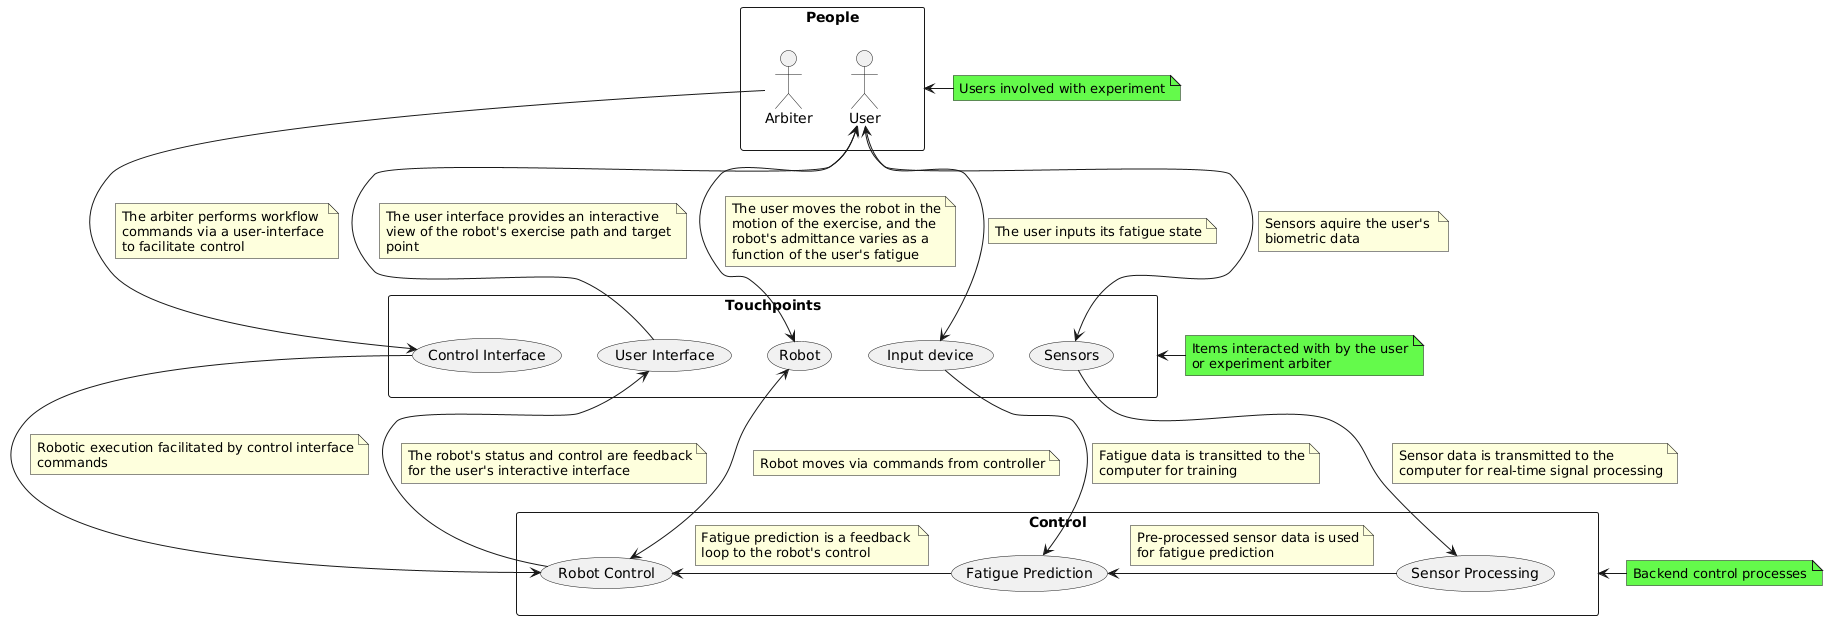 People
Arbiter
User
Users involved with experiment
The arbiter performs workflow
commands via a user-interface
to facilitate control
The user interface provides an interactive
view of the robot's exercise path and target
point
The user moves the robot in the
motion of the exercise, and the
robot's admittance varies as a
function of the user's fatigue
The user inputs its fatigue state
Sensors aquire the user's
biometric data
Touchpoints
Control Interface
User Interface
Robot
Input device
Sensors
Items interacted with by the user
or experiment arbiter
Robotic execution facilitated by control interface
commands
The robot's status and control are feedback
for the user's interactive interface
Robot moves via commands from controller
Fatigue data is transitted to the
computer for training
Sensor data is transmitted to the
computer for real-time signal processing
Control
Fatigue prediction is a feedback
loop to the robot's control
Pre-processed sensor data is used
for fatigue prediction
Robot Control
Fatigue Prediction
Sensor Processing
Backend control processes